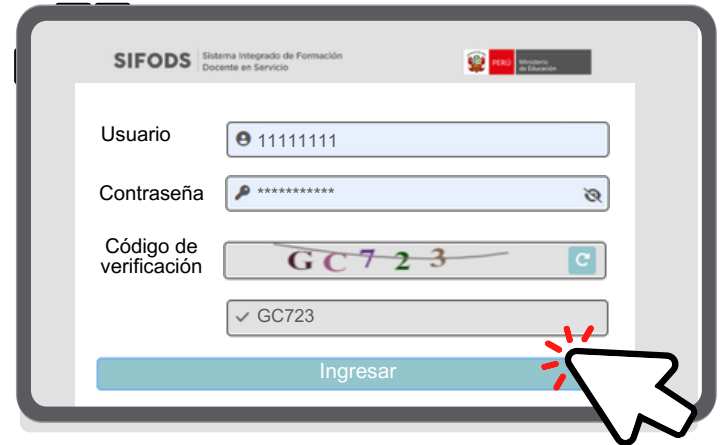 SIFODS Sistema Integrado de Formación
Docente en Servicio
PERÚ Ministerio
de Educación
Usuario 11111111
Contraseña ***********
Código de
verificación
GC723
GC723
Ingresar